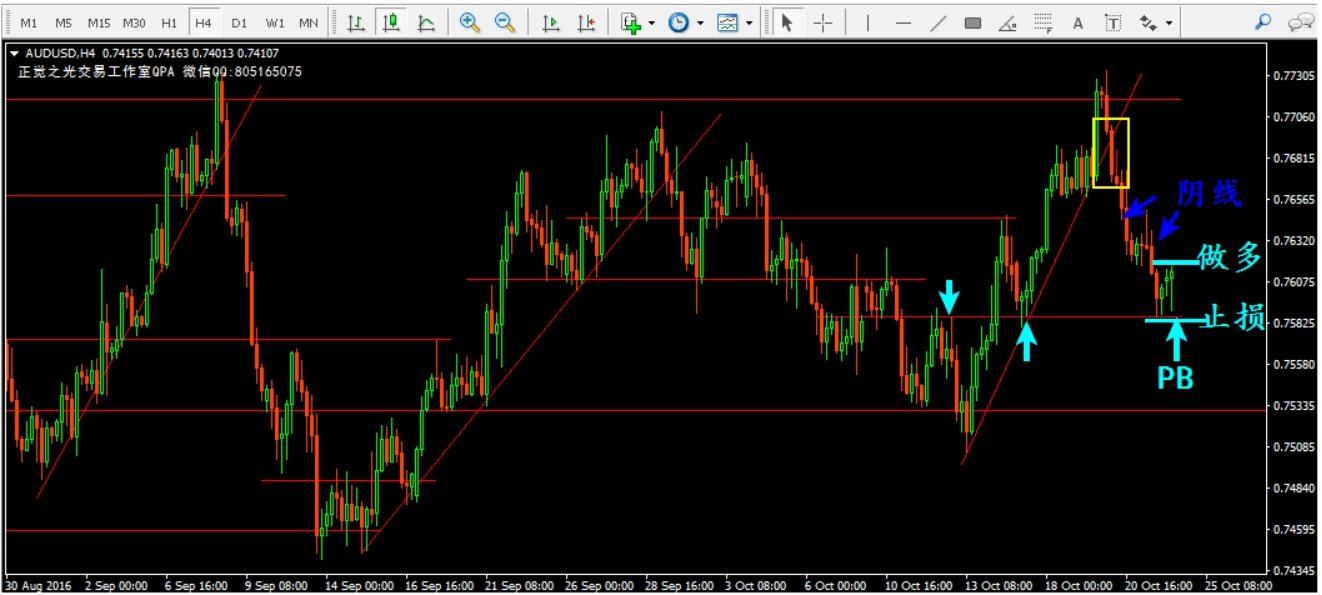 M1 M5 M15 M30 H1 H4 D1 W1 MN A T
AUDUSD,H4 0.74155 0.74163 0.74013 0.74107
正觉之光交易工作室QPA 微信QQ:805165075
0.77305
0.77060
0.76815
0.76565
阴线
0.76320
做多
0.76075
止损
0.75825
0.75580
PB
0.75335
0.75085
0.74840
0.74595
0.74345
30 Aug 2016 2 Sep 00:00 6 Sep 16:00 9 Sep 08:00 14 Sep 00:00 16 Sep 16:00 21 Sep 08:00 26 Sep 00:00 28 Sep 16:00 3 Oct 08:00 6 Oct 00:00 10 Oct 16:00 13 Oct 08:00 18 Oct 00:00 20 Oct 16:00 25 Oct 08:00